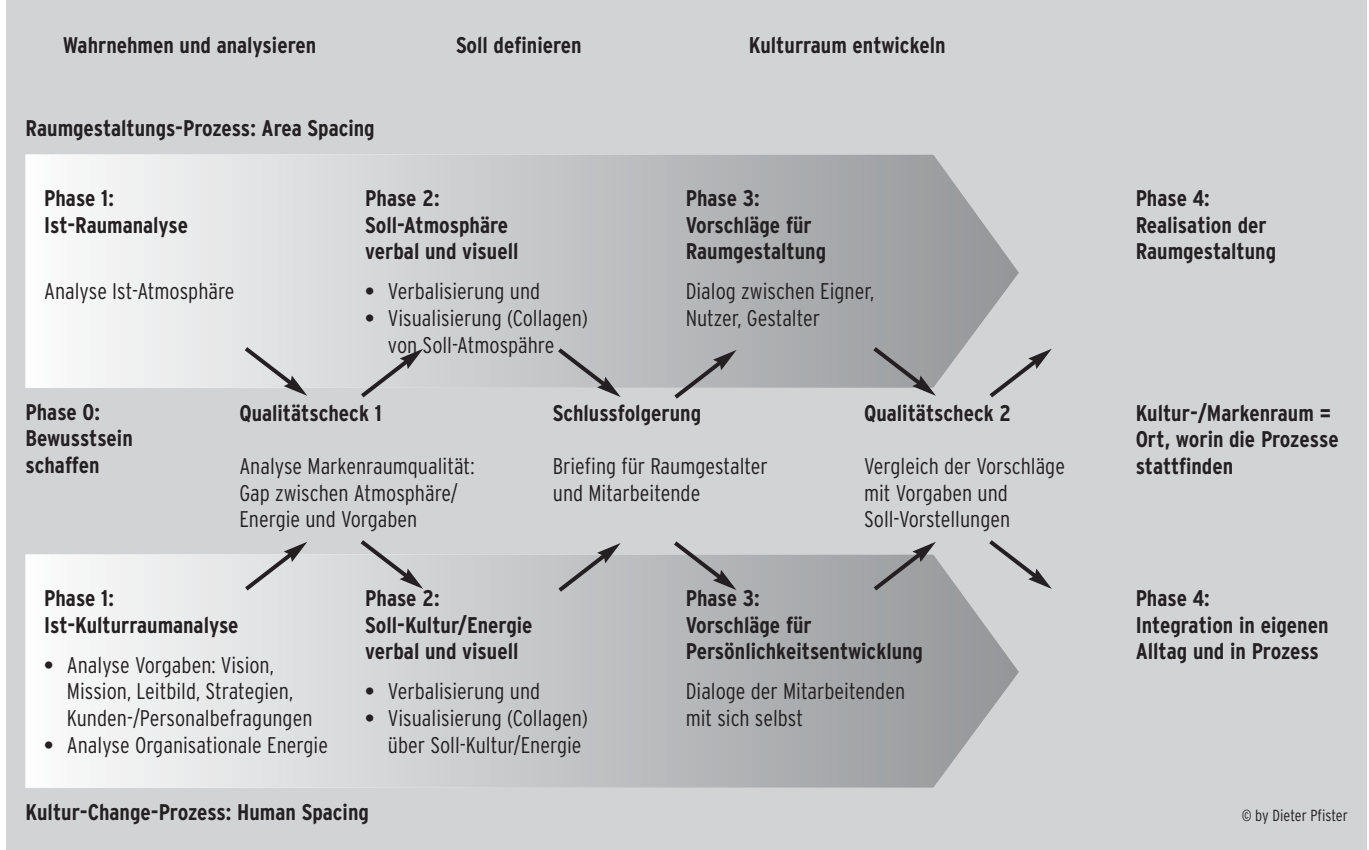 Wahrnehmen und analysieren
Soll definieren
Kulturraum entwickeln
Raumgestaltungs-Prozess: Area Spacing
Phase 1:
Ist-Raumanalyse
Analyse Ist-Atmosphäre
Phase 2:
Soll-Atmosphäre
verbal und visuell
• Verbalisierung und
• Visualisierung (Collagen)
von Soll-Atmospähre
Phase 3:
Vorschläge für
Raumgestaltung
Dialog zwischen Eigner,
Nutzer, Gestalter
Phase 4:
Realisation der
Raumgestaltung
Phase 0:
Bewusstsein
schaffen
Qualitätscheck 1
Analyse Markenraumqualität:
Gap zwischen Atmosphäre/
Energie und Vorgaben
Schlussfolgerung
Briefing für Raumgestalter
und Mitarbeitende
Qualitätscheck 2
Vergleich der Vorschläge
mit Vorgaben und
Soll-Vorstellungen
Kultur-/Markenraum =
Ort, worin die Prozesse
stattfinden
Phase 1:
Ist-Kulturraumanalyse
• Analyse Vorgaben: Vision,
Mission, Leitbild, Strategien,
Kunden-/Personalbefragungen
• Analyse Organisationale Energie
Phase 2:
Soll-Kultur/Energie
verbal und visuell
• Verbalisierung und
• Visualisierung (Collagen)
über Soll-Kultur/Energie
Phase 3:
Vorschläge für
Persönlichkeitsentwicklung
Dialoge der Mitarbeitenden
mit sich selbst
Phase 4:
Integration in eigenen
Alltag und in Prozess
Kultur-Change-Prozess: Human Spacing
© by Dieter Pfister